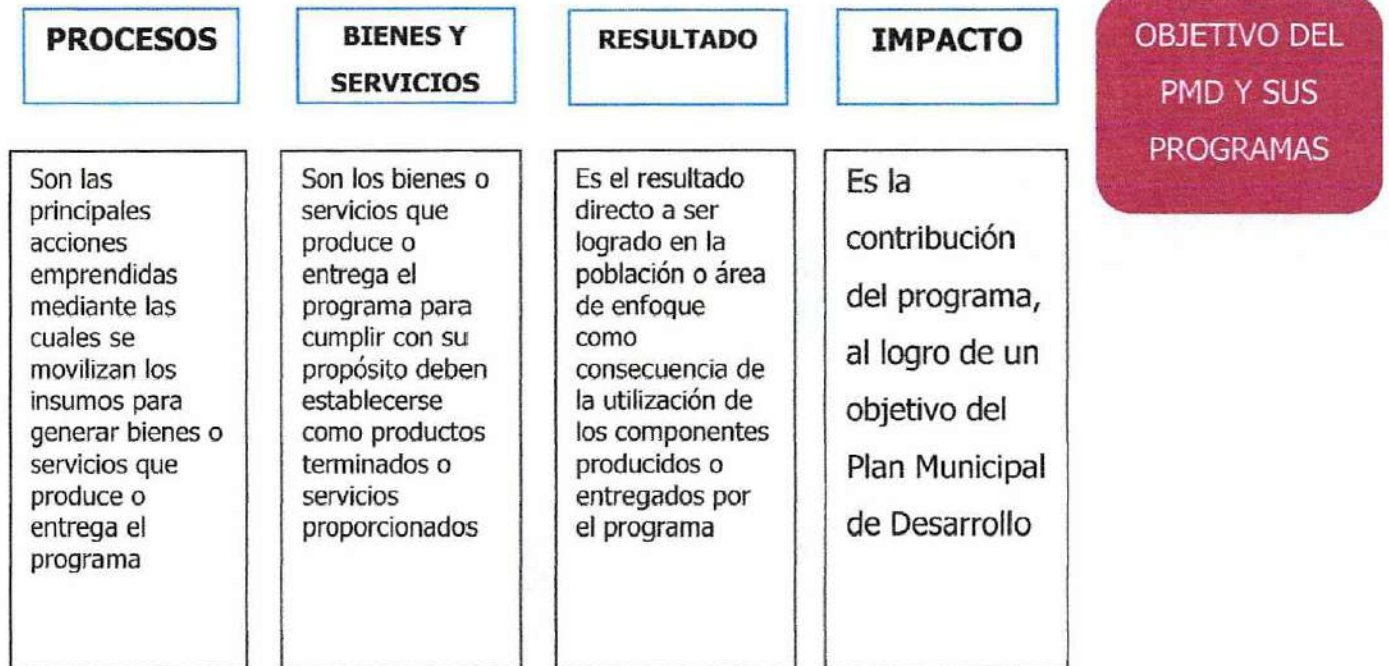 PROCESOS
BIENES Y
SERVICIOS
RESULTADO
IMPACTO
OBJETIVO DEL
PMD Y SUS
PROGRAMAS
Son las
principales
acciones
emprendidas
mediante las
cuales se
movilizan los
insumos para
generar bienes o
servicios que
produce o
entrega el
programa
Son los bienes o
servicios que
produce o
entrega el
programa para
cumplir con su
propósito deben
establecerse
como productos
terminados o
servicios
proporcionados
Es el resultado
directo a ser
logrado en la
población o área
de enfoque
como
consecuencia de
la utilización de
los componentes
producidos o
entregados por
el programa
Es la
contribución
del programa,
al logro de un
objetivo del
Plan Municipal
de Desarrollo